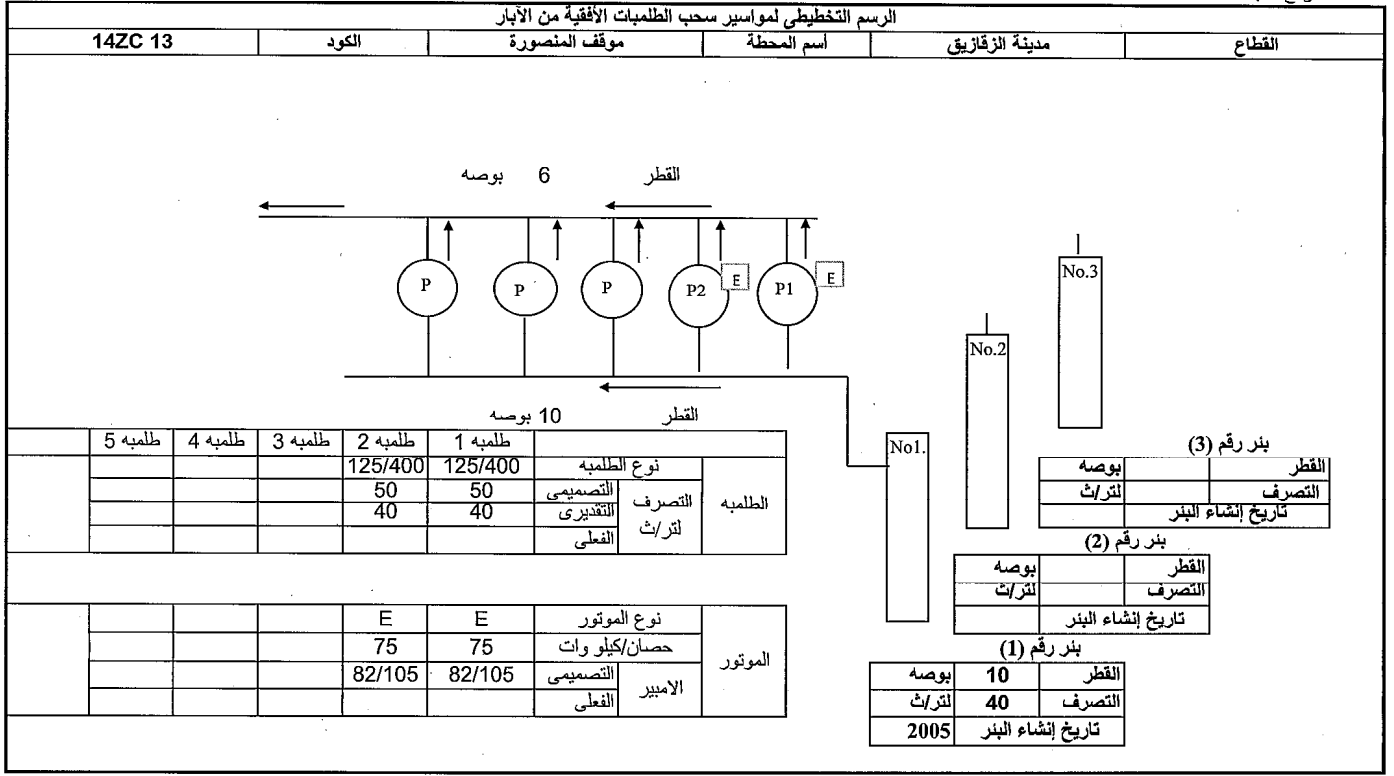 الرسم التخطيطى لمواسير سحب الطلمبات الأفقية من الآبار
القطاع مدينة الزقازيق أسم المحطة موقف المنصورة الكود 14ZC 13
القطر 6 بوصه
P P P P2 E P1 E
No.3
No.2
No1.
القطر 10 بوصه
طلمبه 1 طلمبه 2 طلمبه 3 طلمبه 4 طلمبه 5
الطلمبه
نوع الطلمبه 125/400 125/400
التصرف لتر/ث
التصميمى 50 50
التقديرى 40 40
الفعلى
الموتور
نوع الموتور E E
حصان/كيلو وات 75 75
الامبير
التصميمى 82/105 82/105
الفعلى
بئر رقم (3)
القطر بوصه
التصرف لتر/ث
تاريخ إنشاء البئر
بئر رقم (2)
القطر بوصه
التصرف لتر/ث
تاريخ إنشاء البئر
بئر رقم (1)
القطر 10 بوصه
التصرف 40 لتر/ث
تاريخ إنشاء البئر 2005